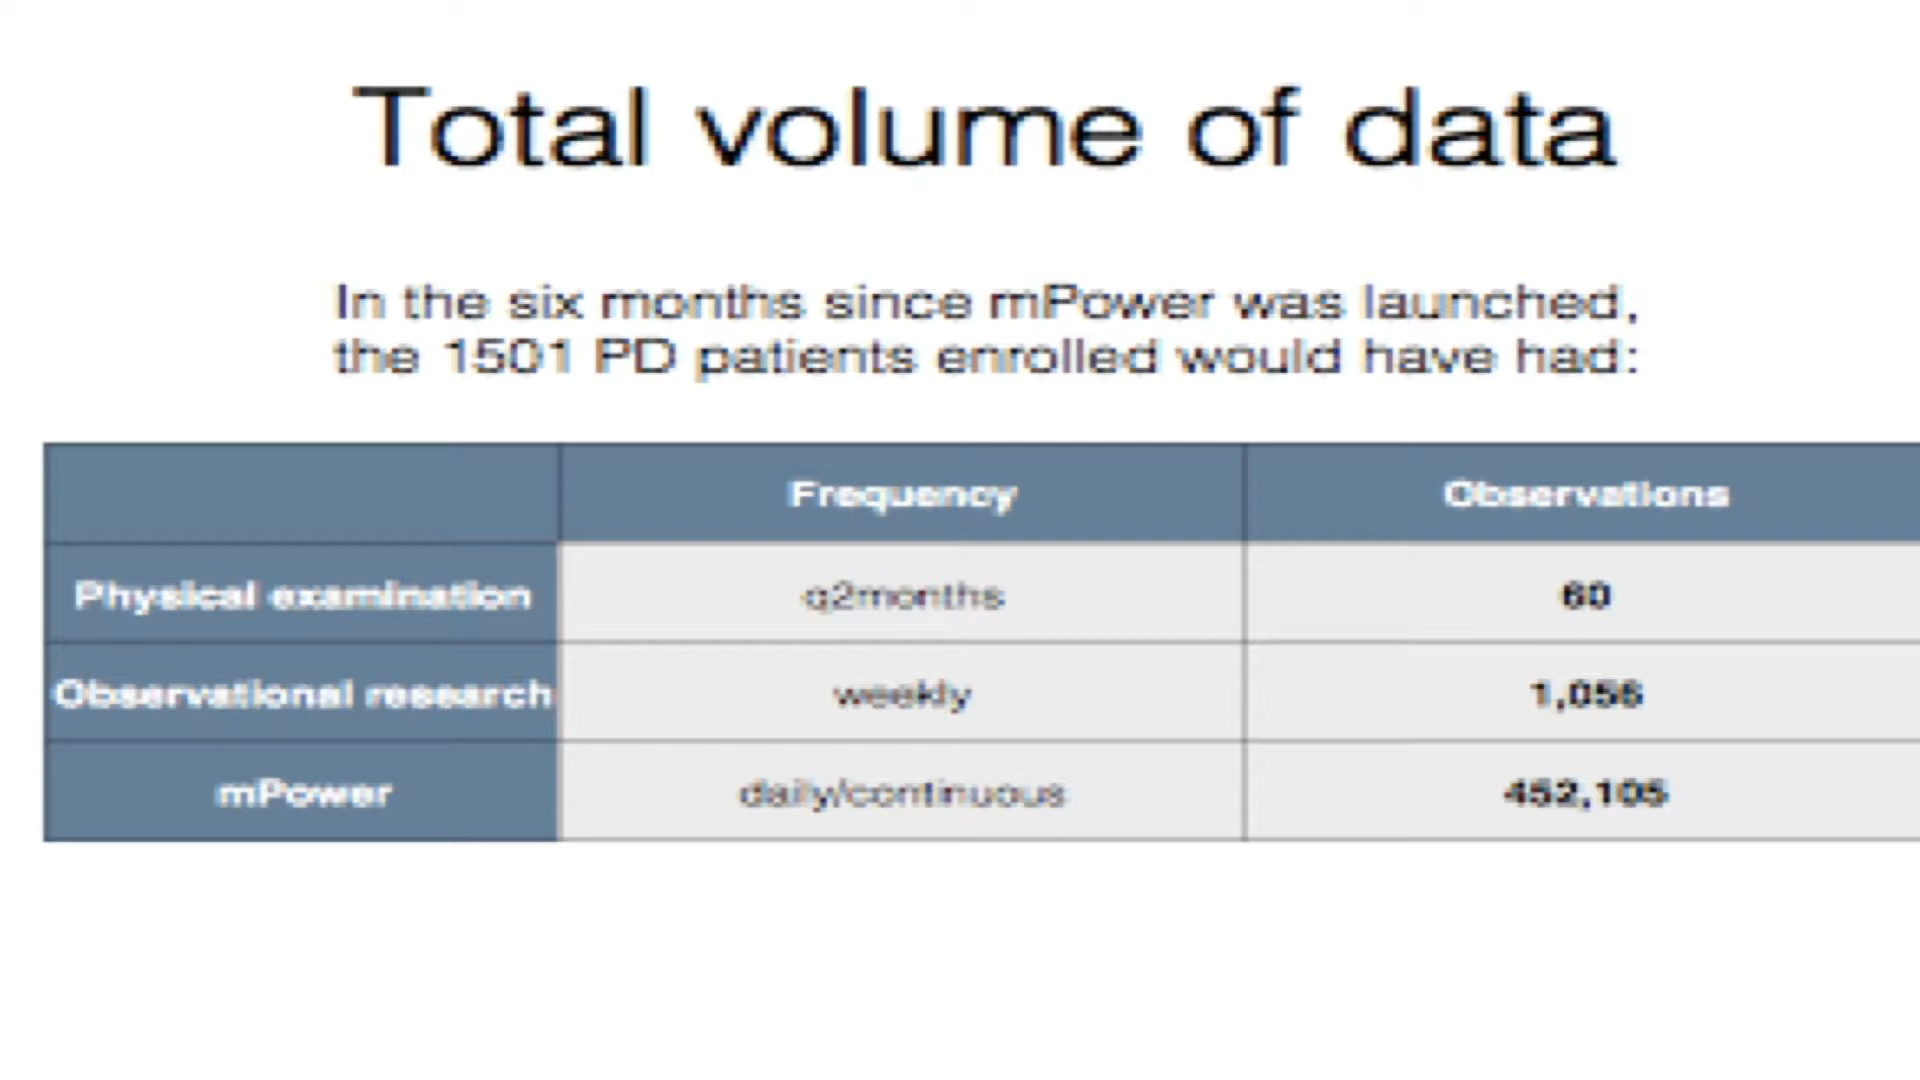 Total volume of data
In the six months since mPower was launched,
the 1501 PD patients enrolled would have had:
Frequency Observations
Physical examination q2months 60
Observational research weekly 1,056
mPower daily/continuous 452,105